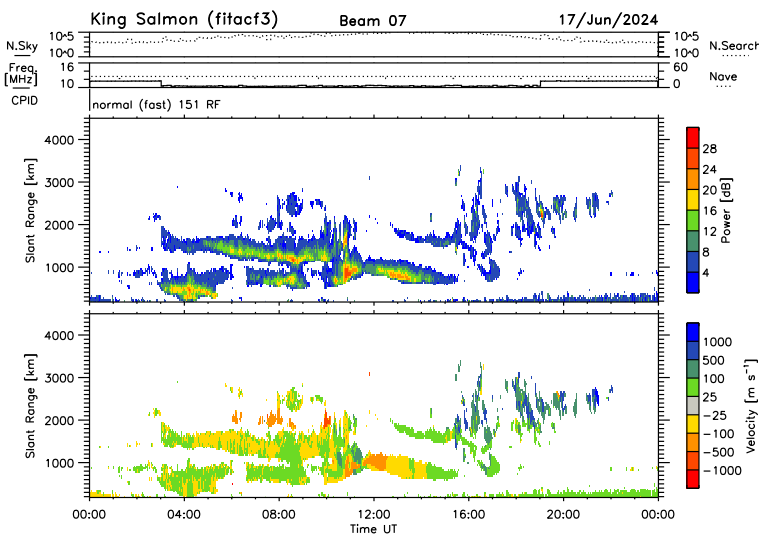 King Salmon (fitacf3) Beam 07 17/Jun/2024
N.Sky 10^5 10^0 10^5 10^0 N.Search
Freq. [MHz] 16 10 60 0 Nave
CPID normal (fast) 151 RF
Slant Range [km] 4000 3000 2000 1000
Power [dB] 28 24 20 16 12 8 4
Slant Range [km] 4000 3000 2000 1000
Velocity [m s⁻¹] 1000 500 100 25 −25 −100 −500 −1000
00:00 04:00 08:00 12:00 16:00 20:00 00:00
Time UT